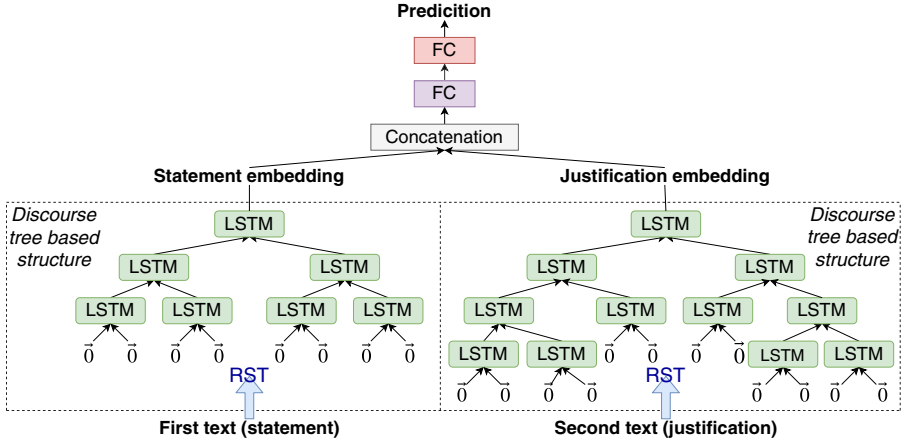 Predicition
FC
FC
Concatenation
Statement embedding
Justification embedding
Discourse
tree based
structure
LSTM
LSTM
LSTM
LSTM
LSTM
LSTM
LSTM
0⃗ 0⃗ 0⃗ 0⃗ 0⃗ 0⃗ 0⃗ 0⃗
RST
First text (statement)
Discourse
tree based
structure
LSTM
LSTM
LSTM
LSTM
LSTM
LSTM
LSTM
0⃗ 0⃗ 0⃗ 0⃗
LSTM
LSTM
LSTM
LSTM
0⃗ 0⃗ 0⃗ 0⃗ 0⃗ 0⃗ 0⃗ 0⃗
RST
Second text (justification)